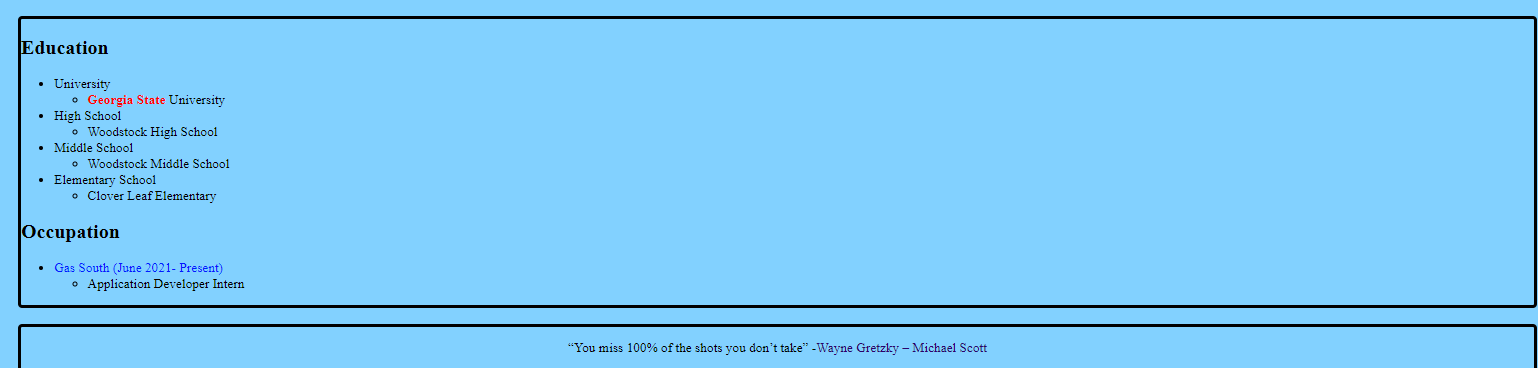 Education
University
Georgia State University
High School
Woodstock High School
Middle School
Woodstock Middle School
Elementary School
Clover Leaf Elementary
Occupation
Gas South (June 2021- Present)
Application Developer Intern
“You miss 100% of the shots you don’t take” -Wayne Gretzky – Michael Scott